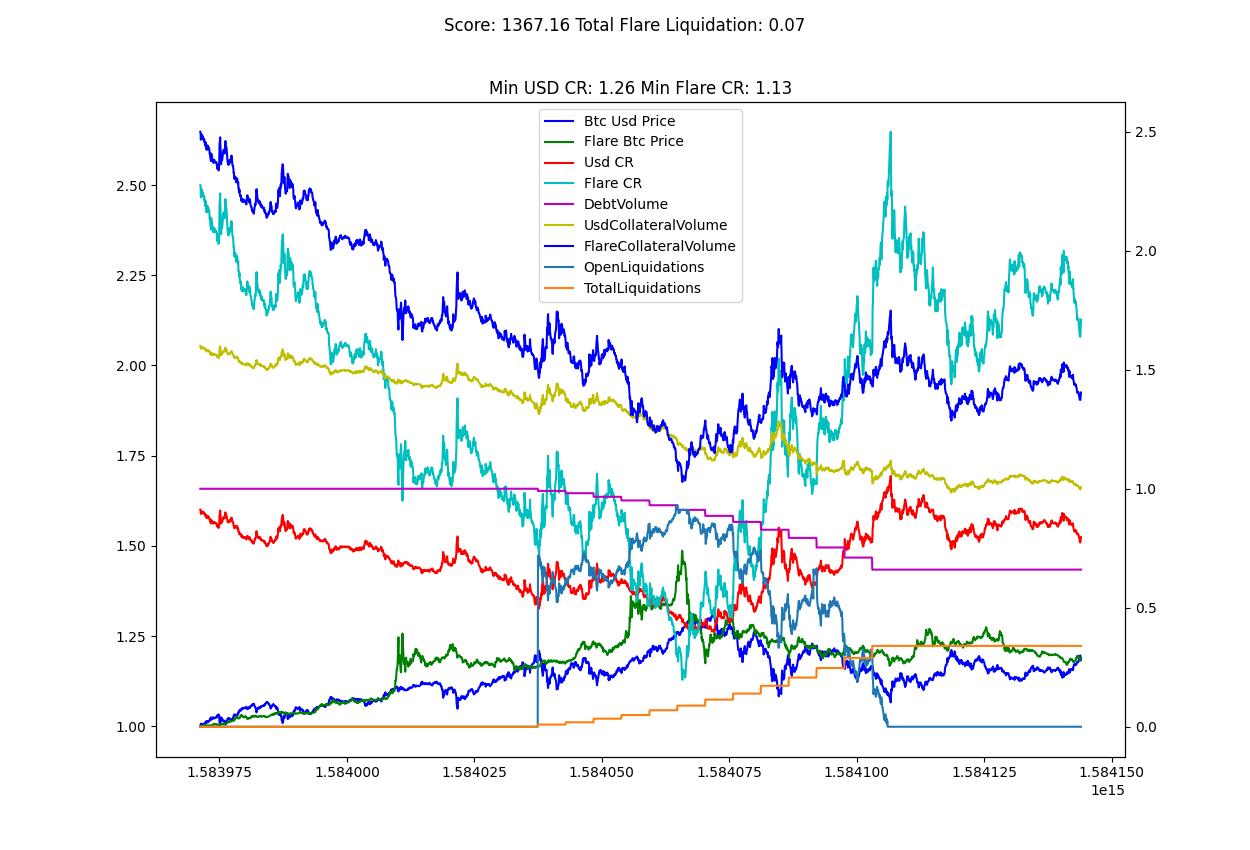 Score: 1367.16 Total Flare Liquidation: 0.07
Min USD CR: 1.26 Min Flare CR: 1.13
Btc Usd Price
Flare Btc Price
Usd CR
Flare CR
DebtVolume
UsdCollateralVolume
FlareCollateralVolume
OpenLiquidations
TotalLiquidations
2.50
2.25
2.00
1.75
1.50
1.25
1.00
2.5
2.0
1.5
1.0
0.5
0.0
1.583975 1.584000 1.584025 1.584050 1.584075 1.584100 1.584125 1.584150
1e15